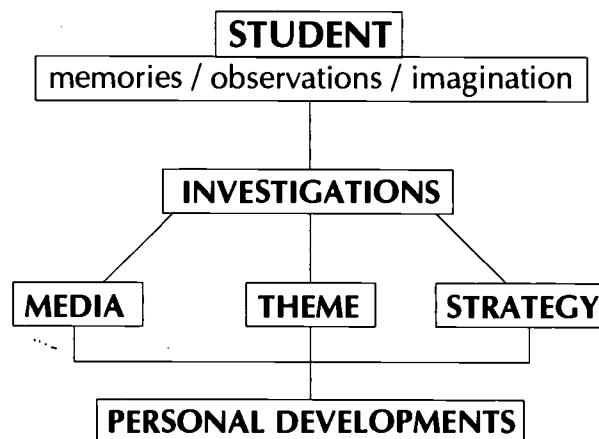 STUDENT
memories / observations / imagination
INVESTIGATIONS
MEDIA THEME STRATEGY
PERSONAL DEVELOPMENTS